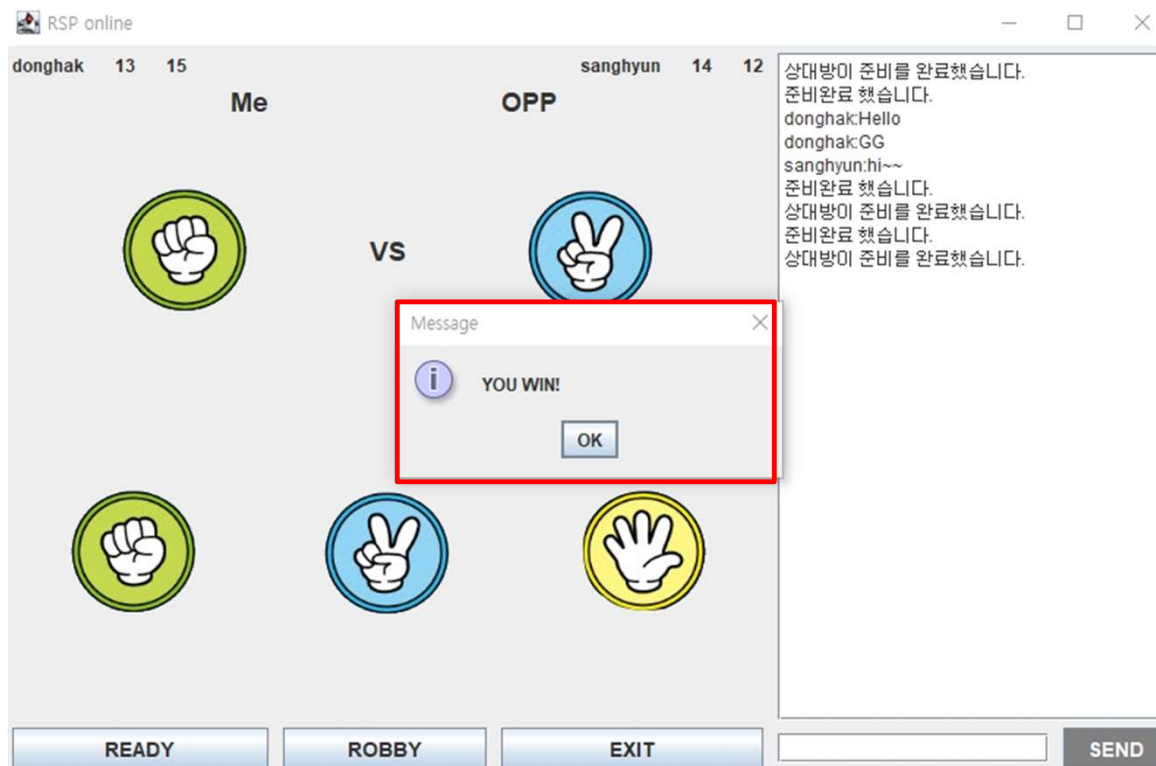 RSP online
donghak 13 15
sanghyun 14 12
Me
OPP
VS
Message
i
YOU WIN!
OK
READY
ROBBY
EXIT
상대방이 준비를 완료했습니다.
준비완료 했습니다.
donghak:Hello
donghak:GG
sanghyun:hi~~
준비완료 했습니다.
상대방이 준비를 완료했습니다.
준비완료 했습니다.
상대방이 준비를 완료했습니다.
SEND